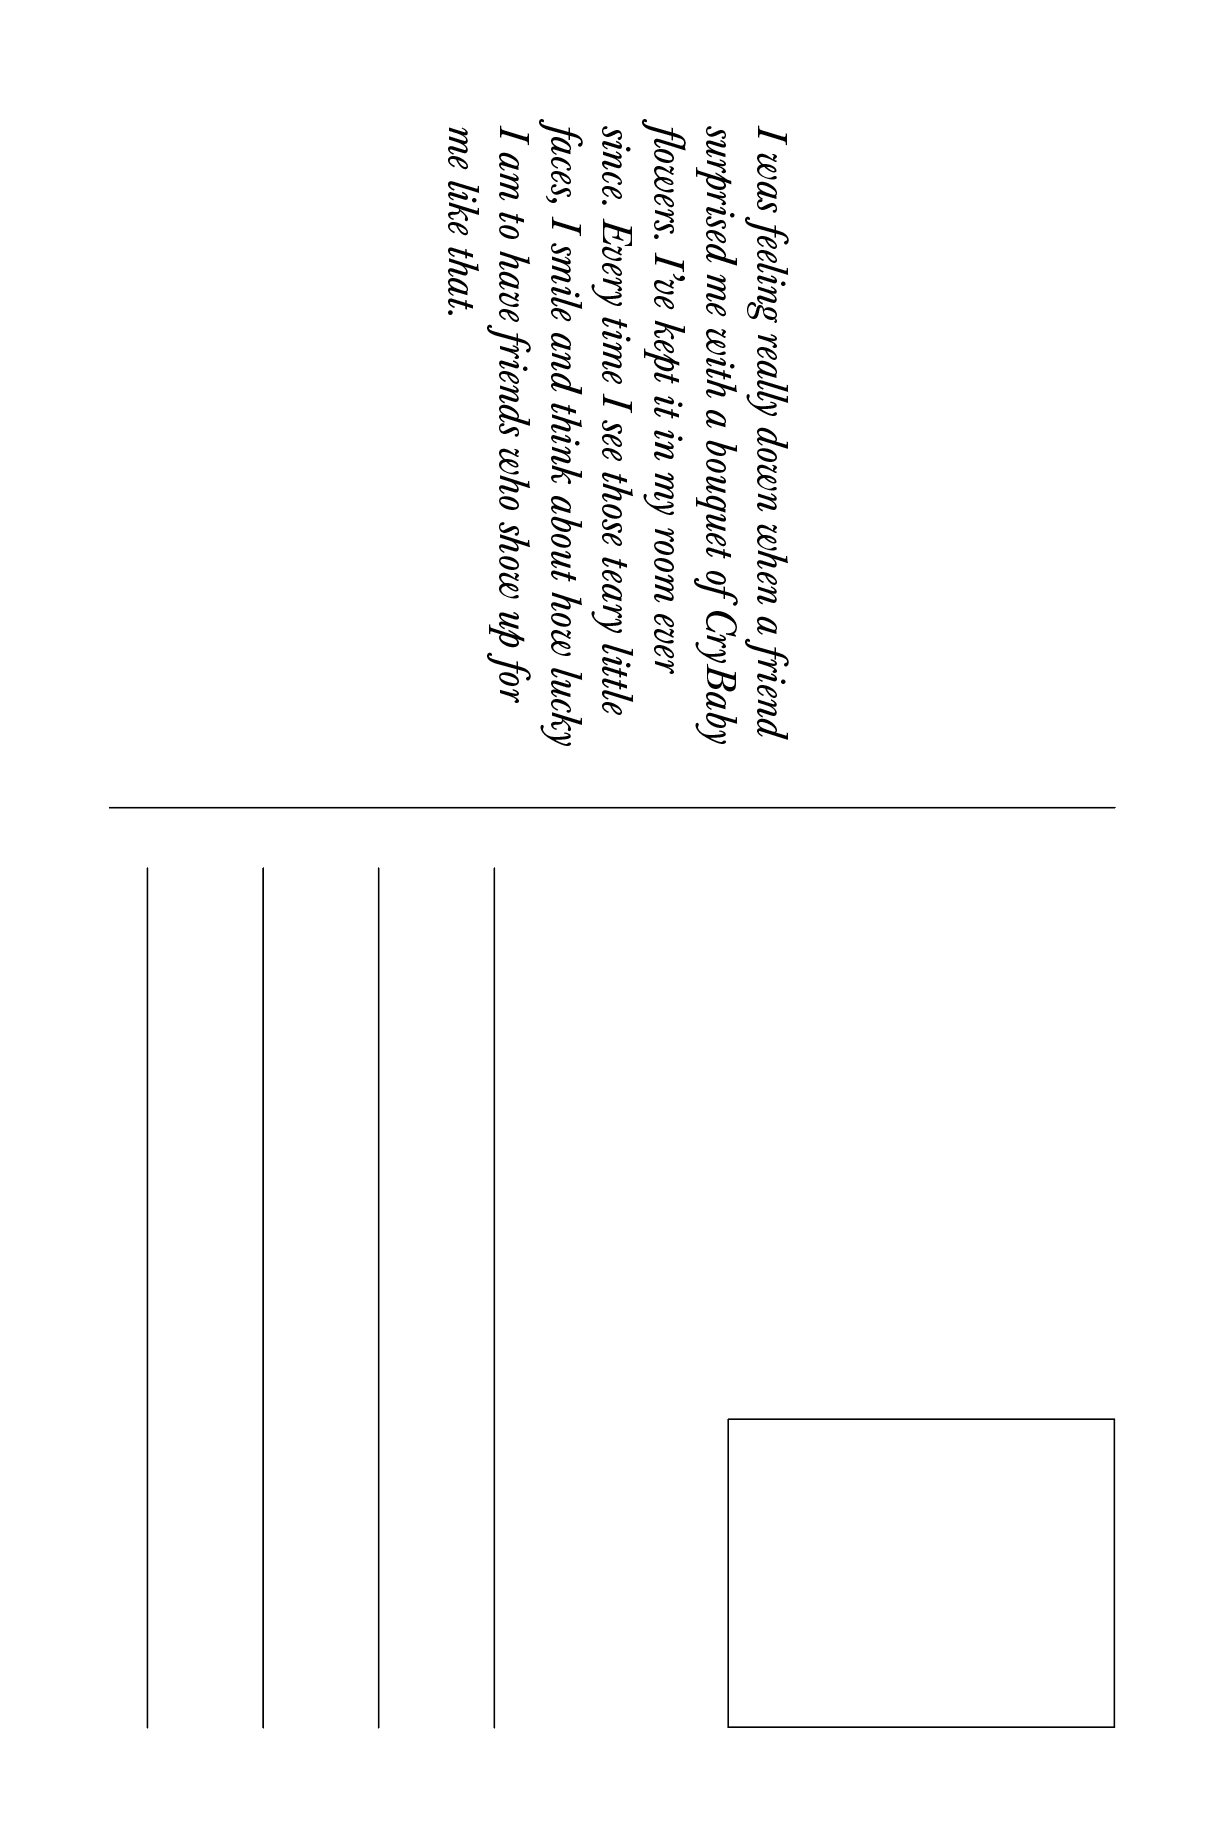 I was feeling really down when a friend
surprised me with a bouquet of CryBaby
flowers. I’ve kept it in my room ever
since. Every time I see those teary little
faces, I smile and think about how lucky
I am to have friends who show up for
me like that.